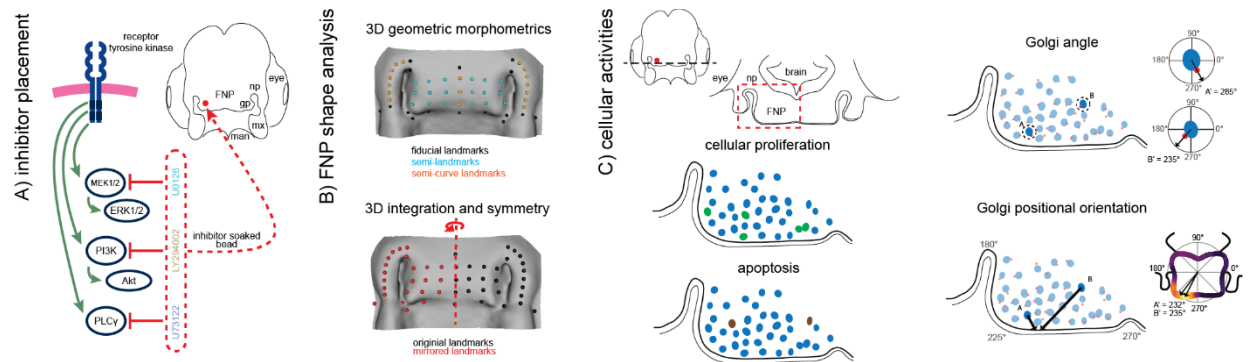 A) inhibitor placement
receptor
tyrosine kinase
MEK1/2
ERK1/2
PI3K
Akt
PLCγ
U0126
LY294002
U73122
inhibitor soaked
bead
eye
FNP
np
gp
mx
man
B) FNP shape analysis
3D geometric morphometrics
fiducial landmarks
semi-landmarks
semi-curve landmarks
3D integration and symmetry
originial landmarks
mirrored landmarks
C) cellular activities
eye
np
brain
FNP
cellular proliferation
apoptosis
Golgi angle
A
B
90°
180°
0°
270°
A' = 285°
90°
180°
0°
270°
B' = 235°
Golgi positional orientation
180°
225°
270°
A
B
90°
180°
0°
270°
A' = 232°
B' = 235°